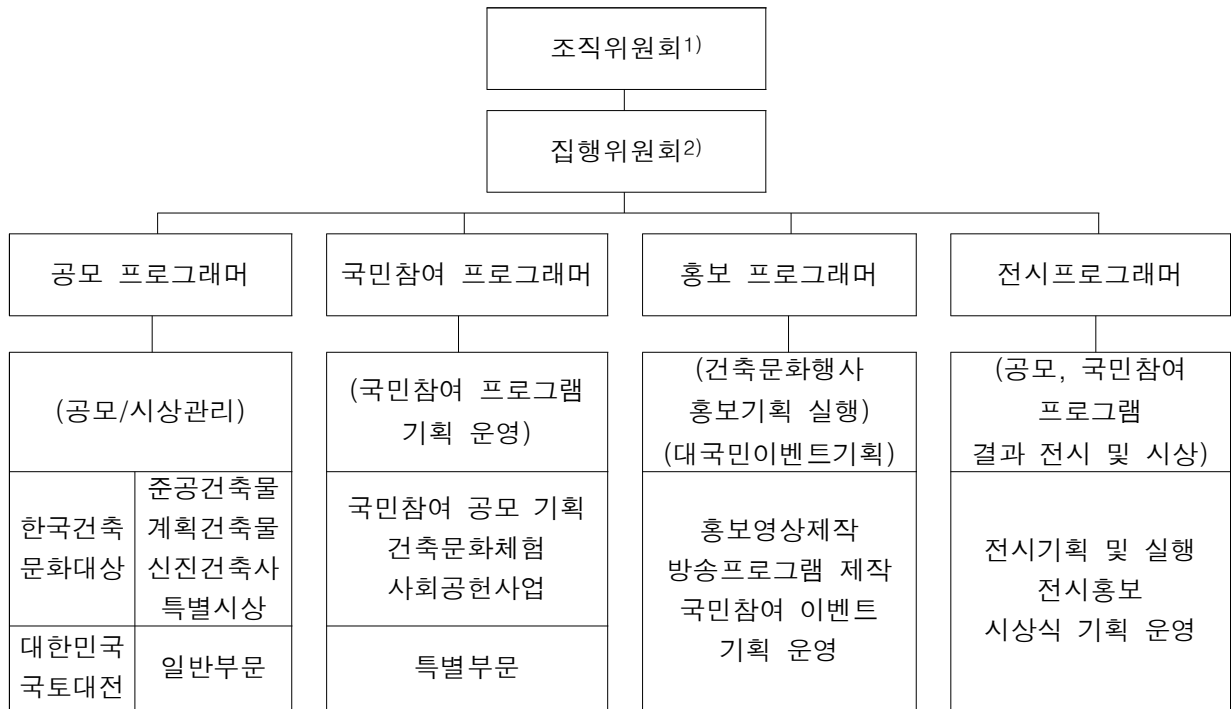 조직위원회1)
집행위원회2)
공모 프로그래머
국민참여 프로그래머
홍보 프로그래머
전시프로그래머
(공모/시상관리)
(국민참여 프로그램
기획 운영)
(건축문화행사
홍보기획 실행)
(대국민이벤트기획)
(공모, 국민참여
프로그램
결과 전시 및 시상)
한국건축
문화대상
준공건축물
계획건축물
신진건축사
특별시상
국민참여 공모 기획
건축문화체험
사회공헌사업
홍보영상제작
방송프로그램 제작
국민참여 이벤트
기획 운영
전시기획 및 실행
전시홍보
시상식 기획 운영
대한민국
국토대전
일반부문
특별부문